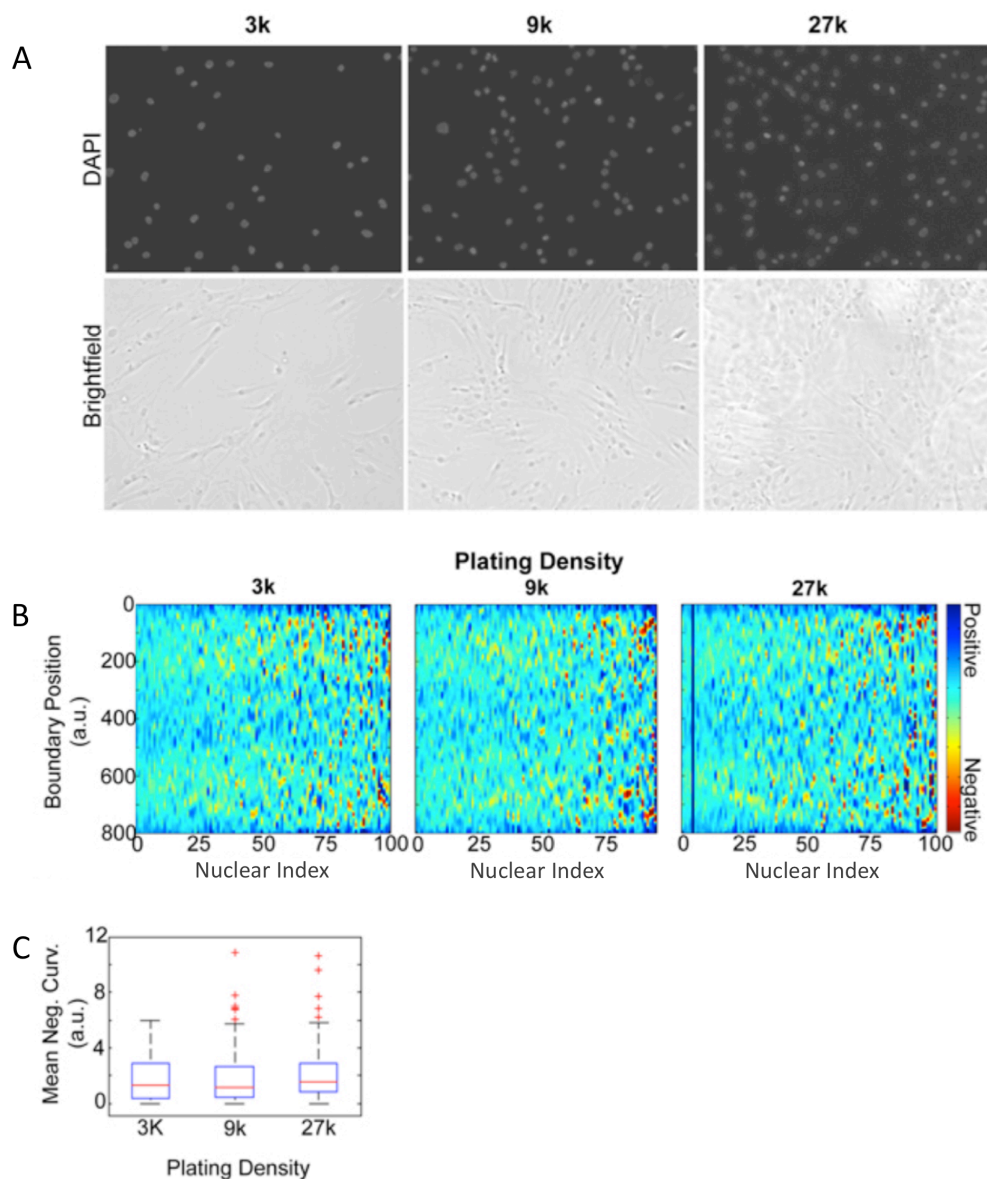 3k 9k 27k
A
DAPI
Brightfield
Plating Density
3k 9k 27k
B
Boundary Position
(a.u.)
0
200
400
600
800
0 25 50 75 100
0 25 50 75
0 25 50 75 100
Nuclear Index Nuclear Index Nuclear Index
Positive
Negative
C
Mean Neg. Curv.
(a.u.)
12
8
4
0
3K 9k 27k
Plating Density